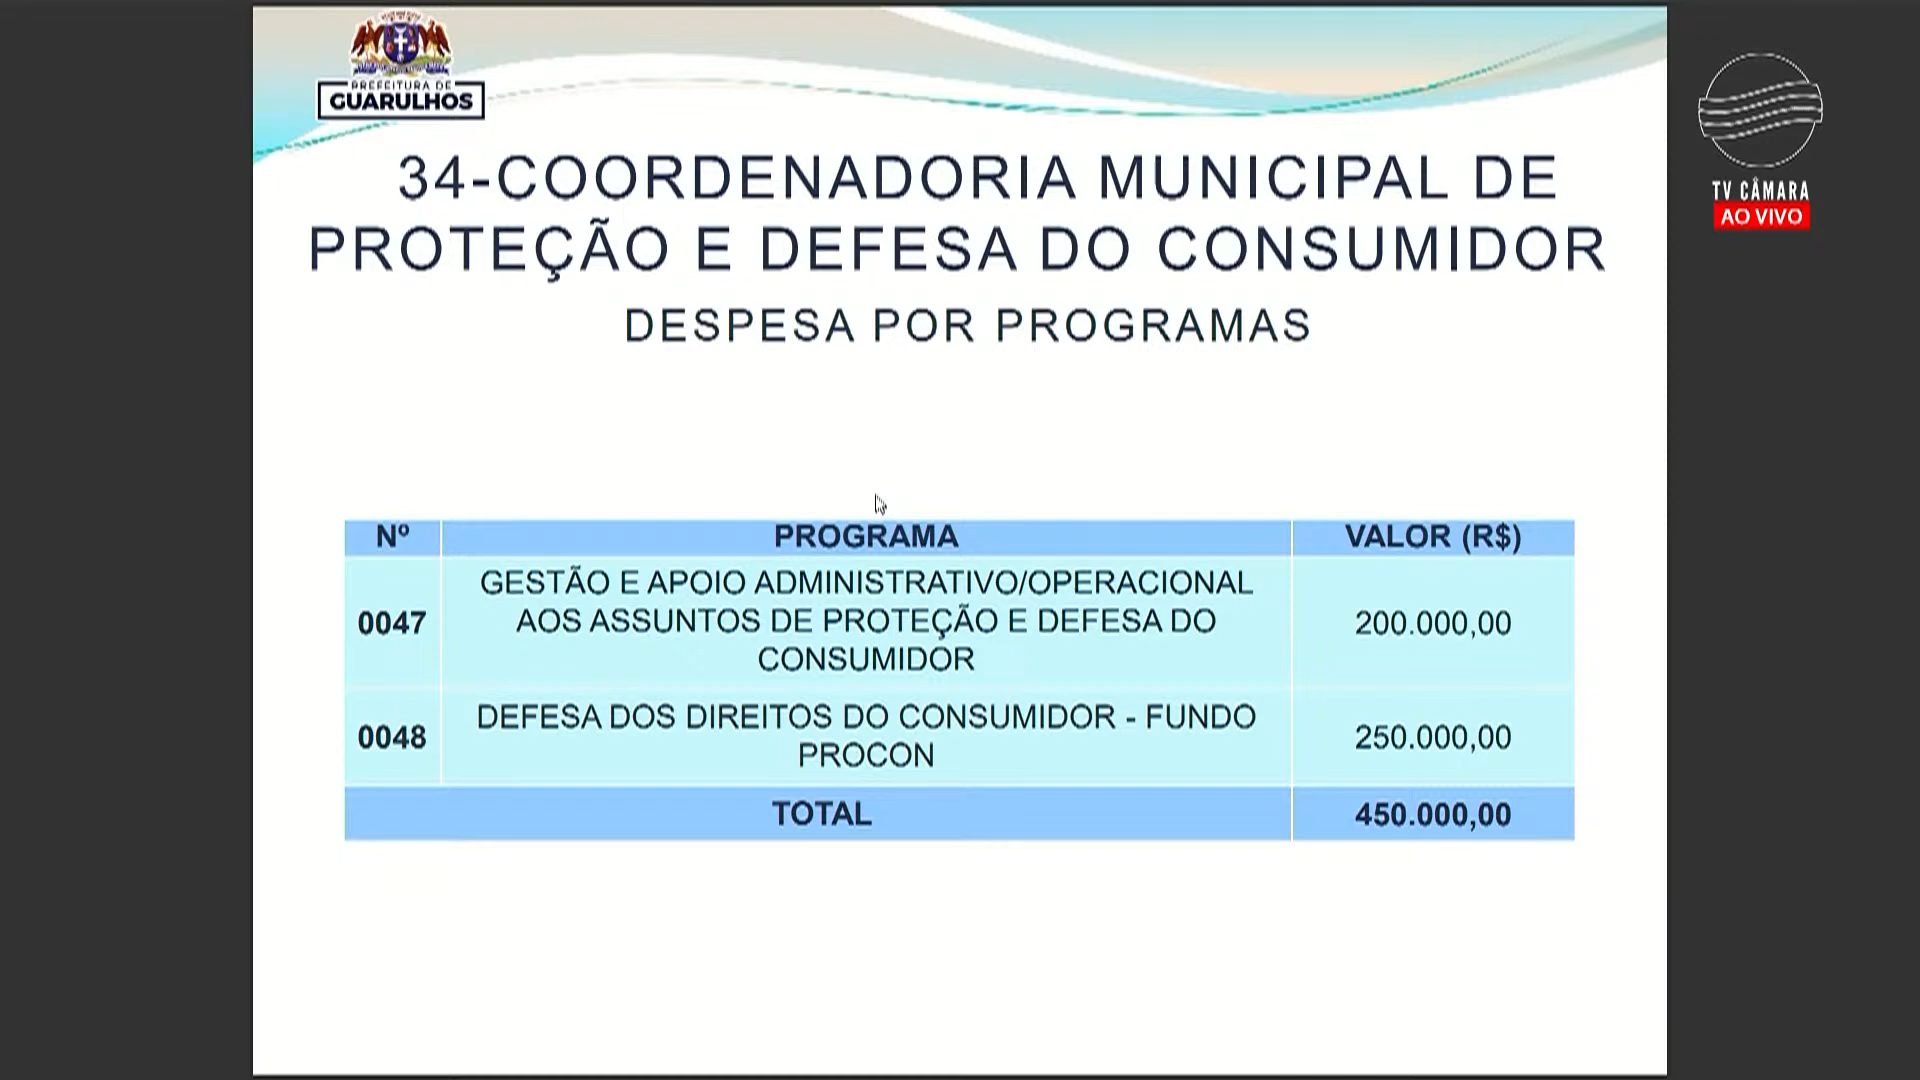 PREFEITURA DE
GUARULHOS
TV CÂMARA
AO VIVO
34-COORDENADORIA MUNICIPAL DE
PROTEÇÃO E DEFESA DO CONSUMIDOR
DESPESA POR PROGRAMAS
Nº PROGRAMA VALOR (R$)
0047 GESTÃO E APOIO ADMINISTRATIVO/OPERACIONAL
AOS ASSUNTOS DE PROTEÇÃO E DEFESA DO
CONSUMIDOR 200.000,00
0048 DEFESA DOS DIREITOS DO CONSUMIDOR - FUNDO
PROCON 250.000,00
TOTAL 450.000,00